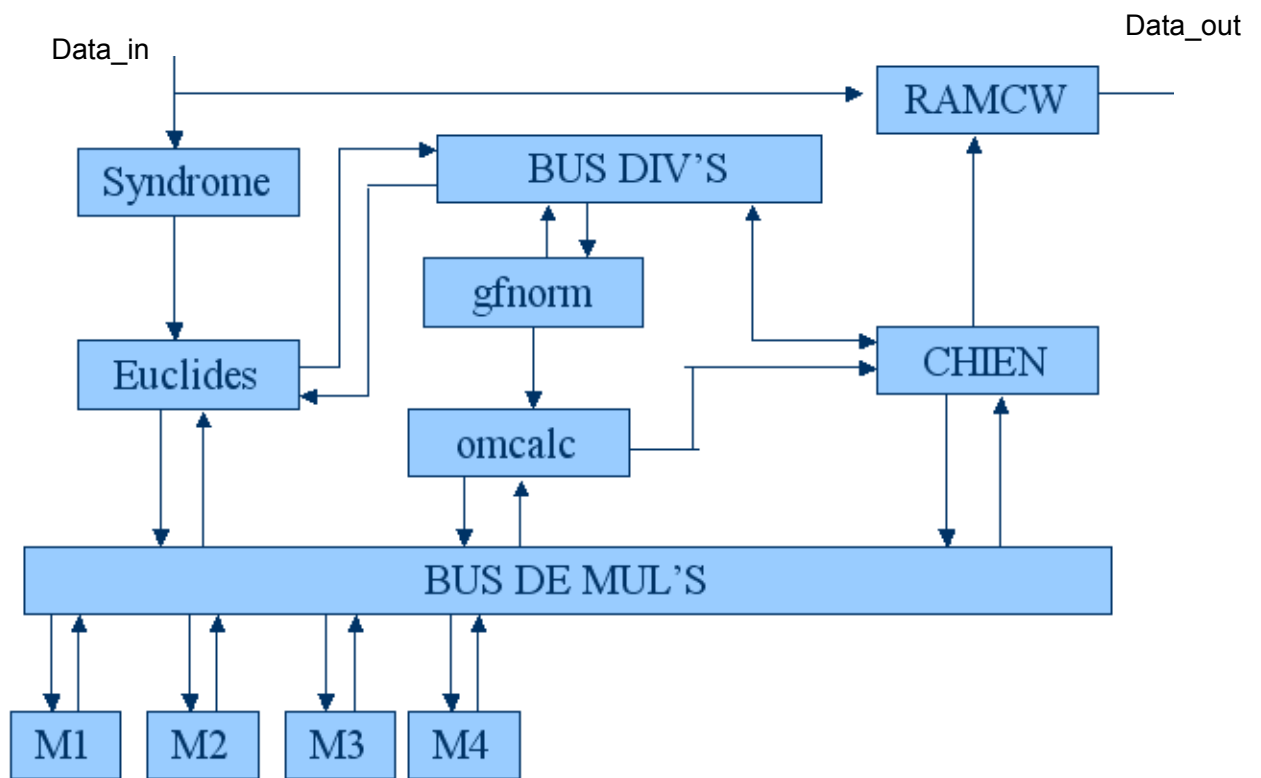 Data_in
Data_out
RAMCW
Syndrome
BUS DIV'S
gfnorm
Euclides
CHIEN
omcalc
BUS DE MUL'S
M1
M2
M3
M4